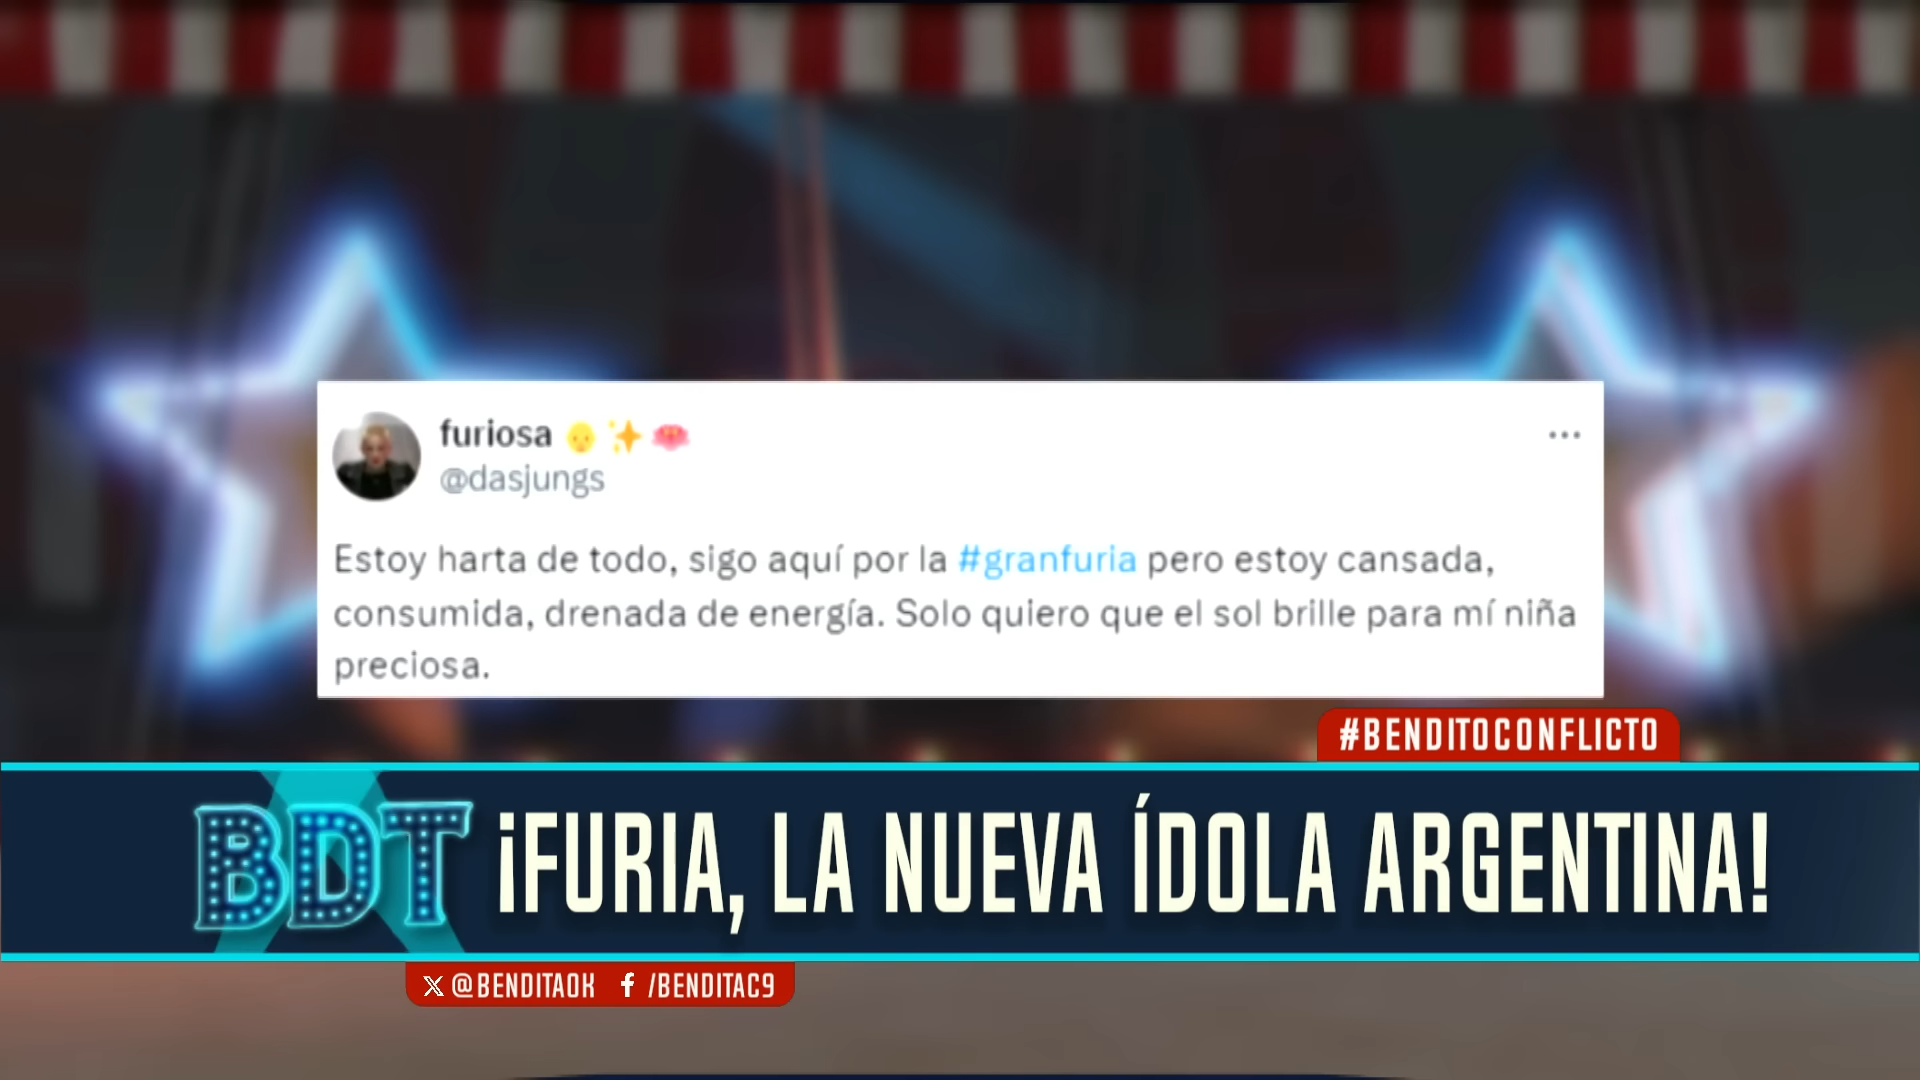 furiosa
@dasjungs
Estoy harta de todo, sigo aquí por la #granfuria pero estoy cansada,
consumida, drenada de energía. Solo quiero que el sol brille para mí niña
preciosa.
#BENDITOCONFLICTO
BDT ¡FURIA, LA NUEVA ÍDOLA ARGENTINA!
@BENDITAOK /BENDITAC9